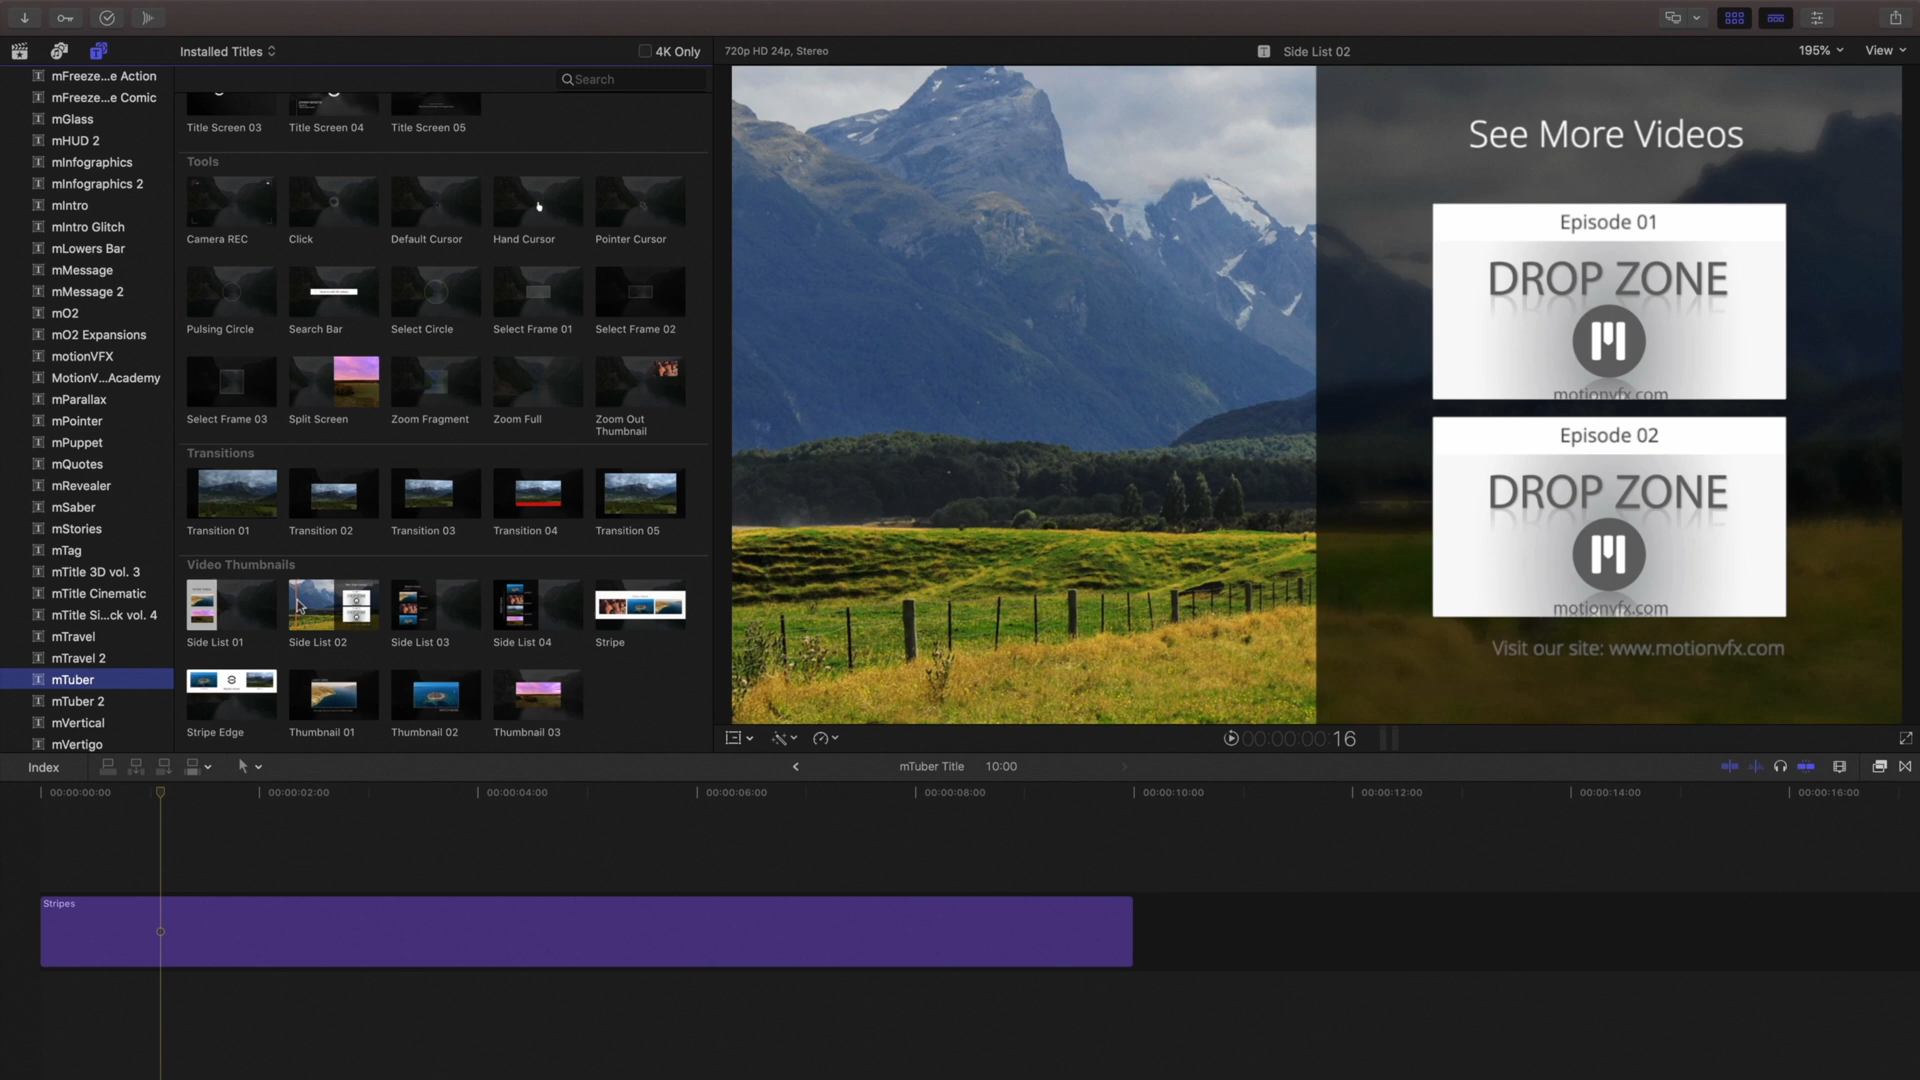 Installed Titles
4K Only
720p HD 24p, Stereo
Side List 02
195%
View
Search
mFreeze...e Action
mFreeze...e Comic
mGlass
mHUD 2
mInfographics
mInfographics 2
mIntro
mIntro Glitch
mLowers Bar
mMessage
mMessage 2
mO2
mO2 Expansions
motionVFX
MotionV...Academy
mParallax
mPointer
mPuppet
mQuotes
mRevealer
mSaber
mStories
mTag
mTitle 3D vol. 3
mTitle Cinematic
mTitle Si...ck vol. 4
mTravel
mTravel 2
mTuber
mTuber 2
mVertical
mVertigo
Title Screen 03
Title Screen 04
Title Screen 05
Tools
Camera REC
Click
Default Cursor
Hand Cursor
Pointer Cursor
Pulsing Circle
Search Bar
Select Circle
Select Frame 01
Select Frame 02
Select Frame 03
Split Screen
Zoom Fragment
Zoom Full
Zoom Out
Thumbnail
Transitions
Transition 01
Transition 02
Transition 03
Transition 04
Transition 05
Video Thumbnails
Side List 01
Side List 02
Side List 03
Side List 04
Stripe
Stripe Edge
Thumbnail 01
Thumbnail 02
Thumbnail 03
See More Videos
Episode 01
DROP ZONE
motionvfx.com
Episode 02
DROP ZONE
motionvfx.com
Visit our site: www.motionvfx.com
00:00:00:16
Index
mTuber Title
10:00
00:00:00:00
00:00:02:00
00:00:04:00
00:00:06:00
00:00:08:00
00:00:10:00
00:00:12:00
00:00:14:00
00:00:16:00
Stripes